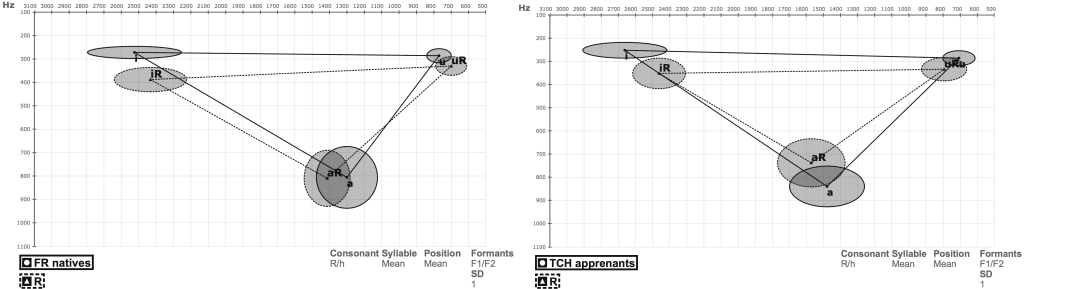 Hz 3100 3000 2900 2800 2700 2600 2500 2400 2300 2200 2100 2000 1900 1800 1700 1600 1500 1400 1300 1200 1100 1000 900 800 700 600 500
100
200
300
400
500
600
700
800
900
1000
1100
i
iR
u
uR
aR
a
FR natives
R
Consonant Syllable Position Formants
R/h Mean Mean F1/F2
SD
1
Hz 3100 3000 2900 2800 2700 2600 2500 2400 2300 2200 2100 2000 1900 1800 1700 1600 1500 1400 1300 1200 1100 1000 900 800 700 600 500
100
200
300
400
500
600
700
800
900
1000
1100
i
iR
uR
u
aR
a
TCH apprenants
R
Consonant Syllable Position Formants
R/h Mean Mean F1/F2
SD
1